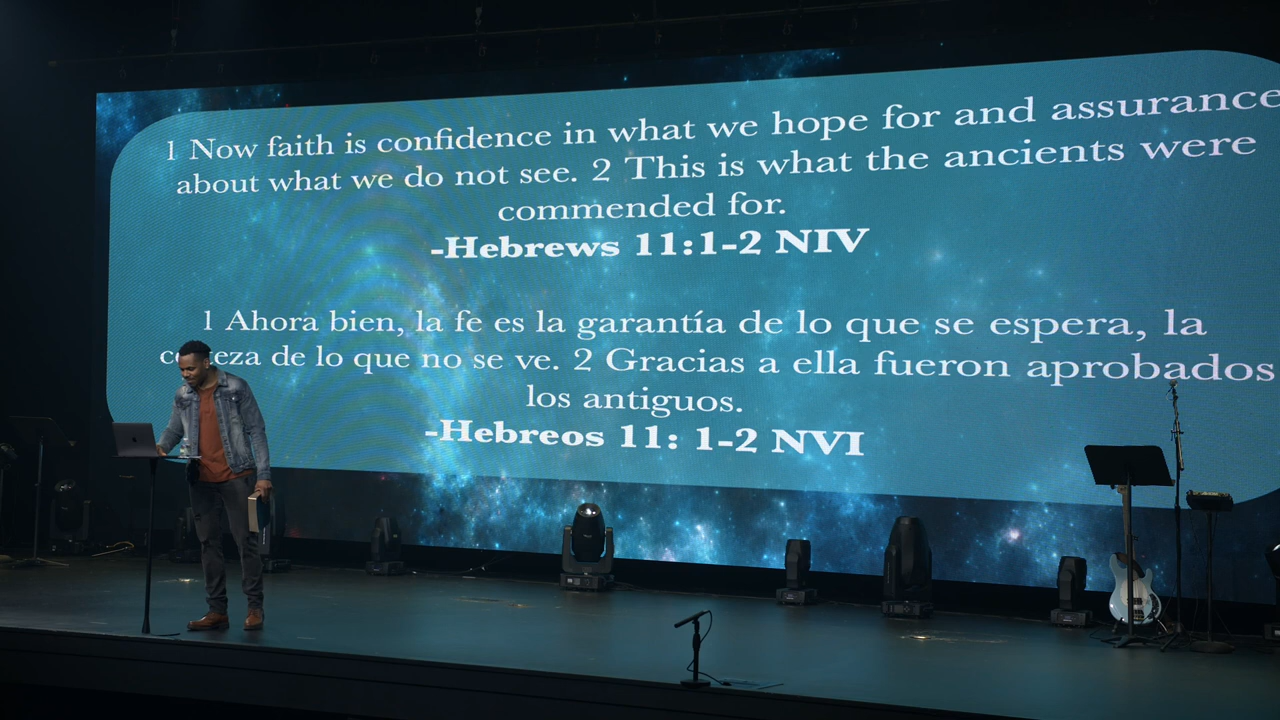 1 Now faith is confidence in what we hope for and assurance
about what we do not see. 2 This is what the ancients were
commended for.
-Hebrews 11:1-2 NIV
1 Ahora bien, la fe es la garantía de lo que se espera, la
de lo que no se ve. 2 Gracias a ella fueron aprobados
los antiguos.
-Hebreos 11: 1-2 NVI